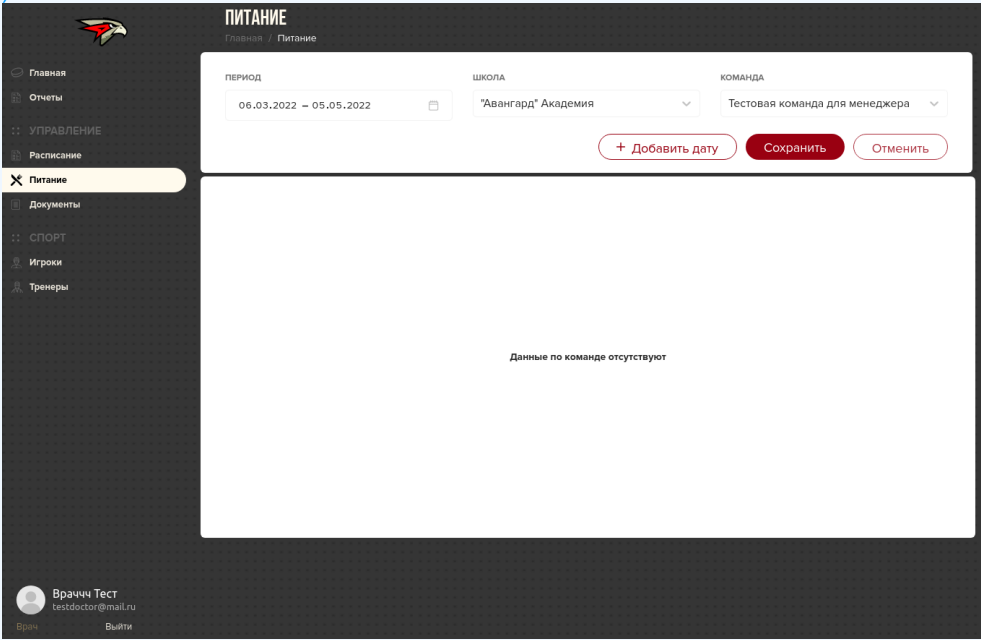 ПИТАНИЕ
Главная / Питание
Главная
Отчеты
:: УПРАВЛЕНИЕ
Расписание
Питание
Документы
:: СПОРТ
Игроки
Тренеры
ПЕРИОД ШКОЛА КОМАНДА
06.03.2022 – 05.05.2022 "Авангард" Академия Тестовая команда для менеджера
+ Добавить дату Сохранить Отменить
Данные по команде отсутствуют
Враччч Тест
testdoctor@mail.ru
Врач Выйти